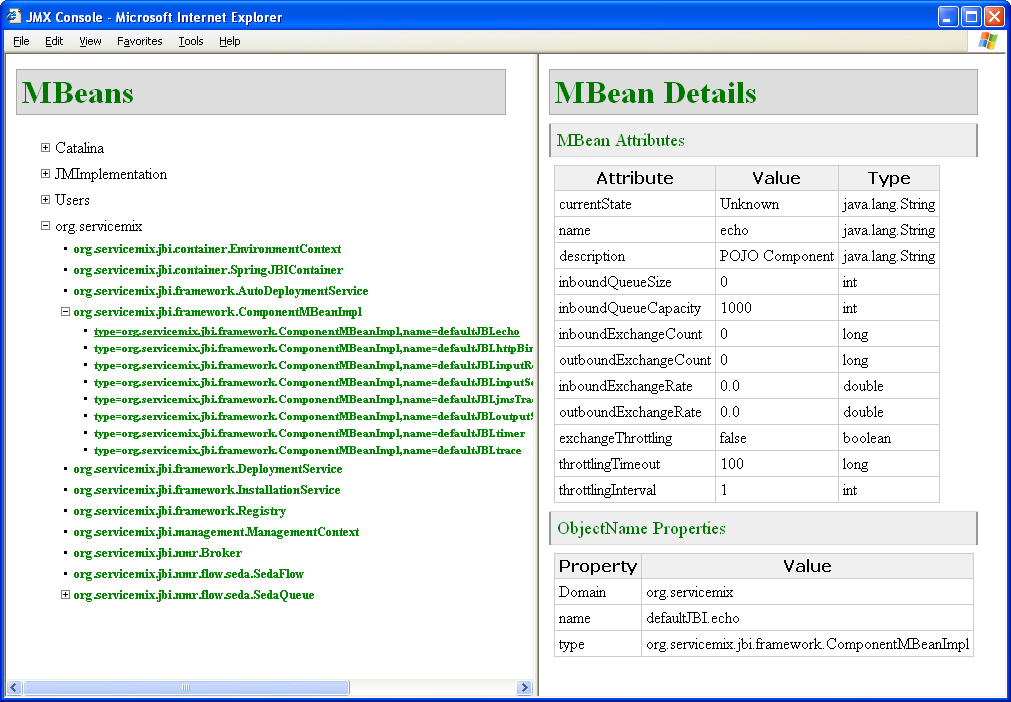 JMX Console - Microsoft Internet Explorer
File Edit View Favorites Tools Help
MBeans
Catalina
JMImplementation
Users
org.servicemix
org.servicemix.jbi.container.EnvironmentContext
org.servicemix.jbi.container.SpringJBIContainer
org.servicemix.jbi.framework.AutoDeploymentService
org.servicemix.jbi.framework.ComponentMBeanImpl
type=org.servicemix.jbi.framework.ComponentMBeanImpl,name=defaultJBI.echo
type=org.servicemix.jbi.framework.ComponentMBeanImpl,name=defaultJBI.httpBin
type=org.servicemix.jbi.framework.ComponentMBeanImpl,name=defaultJBI.inputRe
type=org.servicemix.jbi.framework.ComponentMBeanImpl,name=defaultJBI.inputSe
type=org.servicemix.jbi.framework.ComponentMBeanImpl,name=defaultJBI.jmsTrac
type=org.servicemix.jbi.framework.ComponentMBeanImpl,name=defaultJBI.outputS
type=org.servicemix.jbi.framework.ComponentMBeanImpl,name=defaultJBI.timer
type=org.servicemix.jbi.framework.ComponentMBeanImpl,name=defaultJBI.trace
org.servicemix.jbi.framework.DeploymentService
org.servicemix.jbi.framework.InstallationService
org.servicemix.jbi.framework.Registry
org.servicemix.jbi.management.ManagementContext
org.servicemix.jbi.nmr.Broker
org.servicemix.jbi.nmr.flow.seda.SedaFlow
org.servicemix.jbi.nmr.flow.seda.SedaQueue
MBean Details
MBean Attributes
Attribute Value Type
currentState Unknown java.lang.String
name echo java.lang.String
description POJO Component java.lang.String
inboundQueueSize 0 int
inboundQueueCapacity 1000 int
inboundExchangeCount 0 long
outboundExchangeCount 0 long
inboundExchangeRate 0.0 double
outboundExchangeRate 0.0 double
exchangeThrottling false boolean
throttlingTimeout 100 long
throttlingInterval 1 int
ObjectName Properties
Property Value
Domain org.servicemix
name defaultJBI.echo
type org.servicemix.jbi.framework.ComponentMBeanImpl